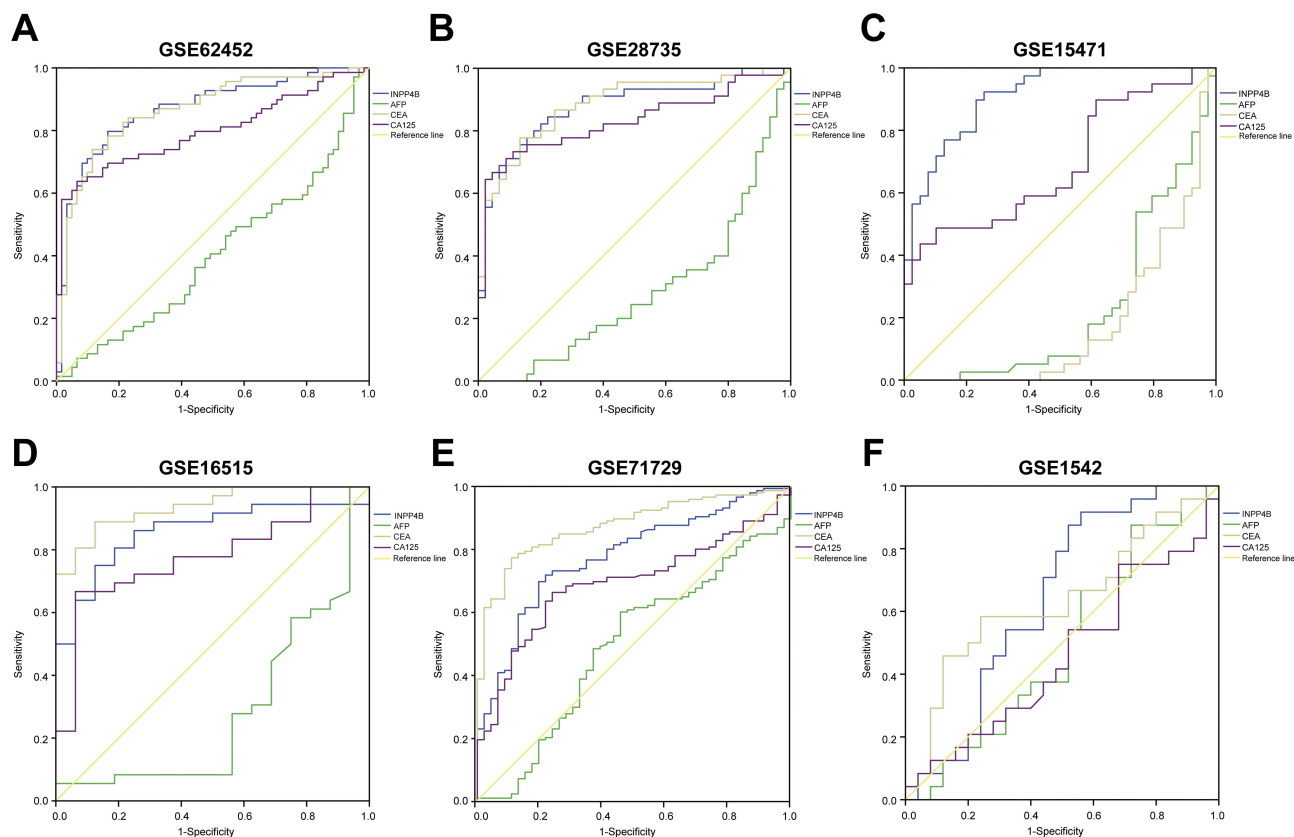 A
GSE62452
Sensitivity
1.0
0.8
0.6
0.4
0.2
0.0
0.0 0.2 0.4 0.6 0.8 1.0
1-Specificity
INPP4B
AFP
CEA
CA125
Reference line
B
GSE28735
Sensitivity
1.0
0.8
0.6
0.4
0.2
0.0
0.0 0.2 0.4 0.6 0.8 1.0
1-Specificity
INPP4B
AFP
CEA
CA125
Reference line
C
GSE15471
Sensitivity
1.0
0.8
0.6
0.4
0.2
0.0
0.0 0.2 0.4 0.6 0.8 1.0
1-Specificity
INPP4B
AFP
CEA
CA125
Reference line
D
GSE16515
Sensitivity
1.0
0.8
0.6
0.4
0.2
0.0
0.0 0.2 0.4 0.6 0.8 1.0
1-Specificity
INPP4B
AFP
CEA
CA125
Reference line
E
GSE71729
Sensitivity
1.0
0.8
0.6
0.4
0.2
0.0
0.0 0.2 0.4 0.6 0.8 1.0
1-Specificity
INPP4B
AFP
CEA
CA125
Reference line
F
GSE1542
Sensitivity
1.0
0.8
0.6
0.4
0.2
0.0
0.0 0.2 0.4 0.6 0.8 1.0
1-Specificity
INPP4B
AFP
CEA
CA125
Reference line